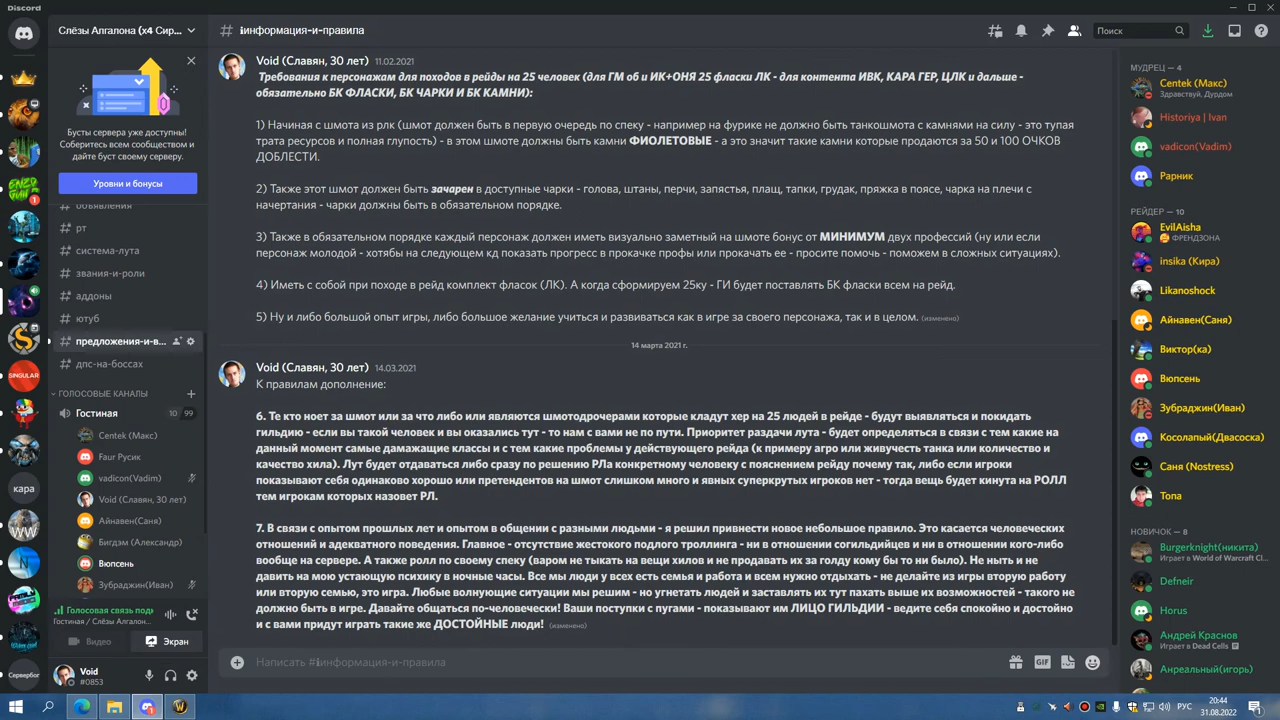 Discord
Слёзы Алгалона (x4 Сир...
информация-и-правила
Поиск
Бусты сервера уже доступны!
Соберитесь всем сообществом и
дайте буст своему серверу.
Уровни и бонусы
объявления
рт
система-лута
звания-и-роли
аддоны
ютуб
предложения-и-в...
дпс-на-боссах
ГОЛОСОВЫЕ КАНАЛЫ
Гостиная 10 99
Centek (Макс)
Faur Русик
vadicon(Vadim)
Void (Славян, 30 лет)
Айнавен(Саня)
Бигдэм (Александр)
Вюпсень
Зубраджин(Иван)
Голосовая связь подк
Гостиная / Слёзы Алгалон...
Видео
Экран
Void
#0853
ENZO
1
SINGULAR
кара
WW
N
Серверbor
Void (Славян, 30 лет) 11.02.2021
Требования к персонажам для походов в рейды на 25 человек (для ГМ об и ИК+ОНЯ 25 фласки ЛК - для контента ИВК, КАРА ГЕР, ЦЛК и дальше -
обязательно БК ФЛАСКИ, БК ЧАРКИ И БК КАМНИ):
1) Начиная с шмота из рлк (шмот должен быть в первую очередь по спеку - например на фурике не должно быть танкошмота с камнями на силу - это тупая
трата ресурсов и полная глупость) - в этом шмоте должны быть камни ФИОЛЕТОВЫЕ - а это значит такие камни которые продаются за 50 и 100 ОЧКОВ
ДОБЛЕСТИ.
2) Также этот шмот должен быть зачарен в доступные чарки - голова, штаны, перчи, запястья, плащ, тапки, грудак, пряжка в поясе, чарка на плечи с
начертания - чарки должны быть в обязательном порядке.
3) Также в обязательном порядке каждый персонаж должен иметь визуально заметный на шмоте бонус от МИНИМУМ двух профессий (ну или если
персонаж молодой - хотябы на следующем кд показать прогресс в прокачке профы или прокачать ее - просите помочь - поможем в сложных ситуациях).
4) Иметь с собой при походе в рейд комплект фласок (ЛК). А когда сформируем 25ку - ГИ будет поставлять БК фласки всем на рейд.
5) Ну и либо большой опыт игры, либо большое желание учиться и развиваться как в игре за своего персонажа, так и в целом. (изменено)
14 марта 2021 г.
Void (Славян, 30 лет) 14.03.2021
К правилам дополнение:
6. Те кто ноет за шмот или за что либо или являются шмотодрочерами которые кладут хер на 25 людей в рейде - будут выявляться и покидать
гильдию - если вы такой человек и вы оказались тут - то нам с вами не по пути. Приоритет раздачи лута - будет определяться в связи с тем какие на
данный момент самые дамажащие классы и с тем какие проблемы у действующего рейда (к примеру агро или живучесть танка или количество и
качество хила). Лут будет отдаваться либо сразу по решению РЛа конкретному человеку с пояснением рейду почему так, либо если игроки
показывают себя одинаково хорошо или претендентов на шмот слишком много и явных суперкрутых игроков нет - тогда вещь будет кинута на РОЛЛ
тем игрокам которых назовет РЛ.
7. В связи с опытом прошлых лет и опытом в общении с разными людьми - я решил привнести новое небольшое правило. Это касается человеческих
отношений и адекватного поведения. Главное - отсутствие жестокого подлого троллинга - ни в отношении согильдийцев и ни в отношении кого-либо
вообще на сервере. А также ролл по спеку тоже (варом не тыкать на вещи хилов и не продавать их за голду кому бы то ни было). Не ныть и не
давить на мою устающую психику в ночные часы. Все мы люди у всех есть семья и работа и всем нужно отдыхать - не делайте из игры вторую работу
или вторую семью, это игра. Любые волнующие ситуации мы решим - но угнетать людей и заставлять их тут пахать выше их возможностей - такого не
должно быть в игре. Давайте общаться по-человечески! Ваши поступки с пугами - показывают им ЛИЦО ГИЛЬДИИ - ведите себя спокойно и достойно
и с вами придут играть такие же ДОСТОЙНЫЕ люди! (изменено)
Написать #информация-и-правила
GIF
МУДРЕЦ — 4
Centek (Макс)
Здравствуй, Дурдом
Historiya | Ivan
vadicon(Vadim)
Рарник
РЕЙДЕР — 10
EvilAisha
ФРЕНДЗОНА
insika (Кира)
Likanoshock
Айнавен(Саня)
Виктор(ка)
Вюпсень
Зубраджин(Иван)
Косолапый(Двасоска)
Саня (Nostress)
Топа
НОВИЧОК — 8
Burgerknight(никита)
Играет в World of Warcraft Cl...
Defneir
Horus
Андрей Краснов
Играет в Dead Cells
Анреальный(игорь)
РУС
20:44
31.08.2022